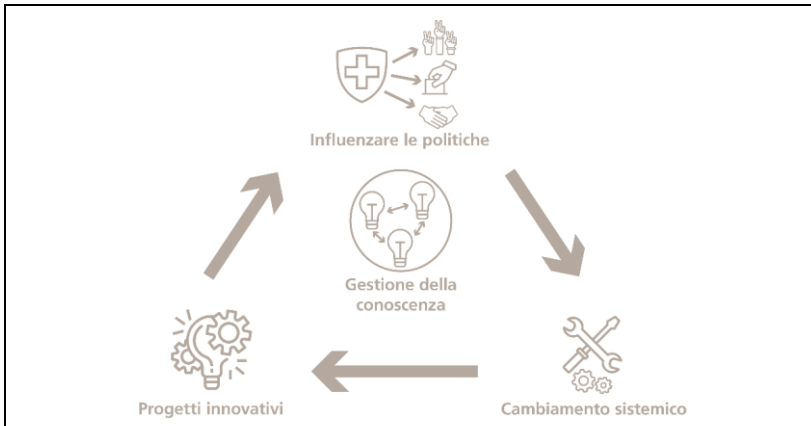 Influenzare le politiche
Gestione della
conoscenza
Progetti innovativi
Cambiamento sistemico